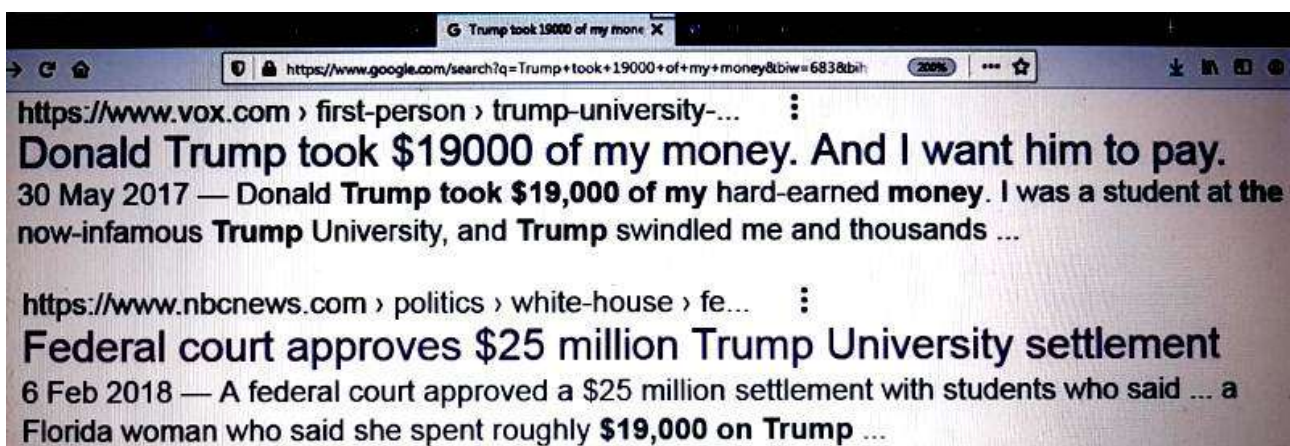 G Trump took 19000 of my mone X
https://www.google.com/search?q=Trump+took+19000+of+my+money&biw=683&bih
200%
https://www.vox.com › first-person › trump-university-...
Donald Trump took $19000 of my money. And I want him to pay.
30 May 2017 — Donald Trump took $19,000 of my hard-earned money. I was a student at the
now-infamous Trump University, and Trump swindled me and thousands ...
https://www.nbcnews.com › politics › white-house › fe...
Federal court approves $25 million Trump University settlement
6 Feb 2018 — A federal court approved a $25 million settlement with students who said ... a
Florida woman who said she spent roughly $19,000 on Trump ...